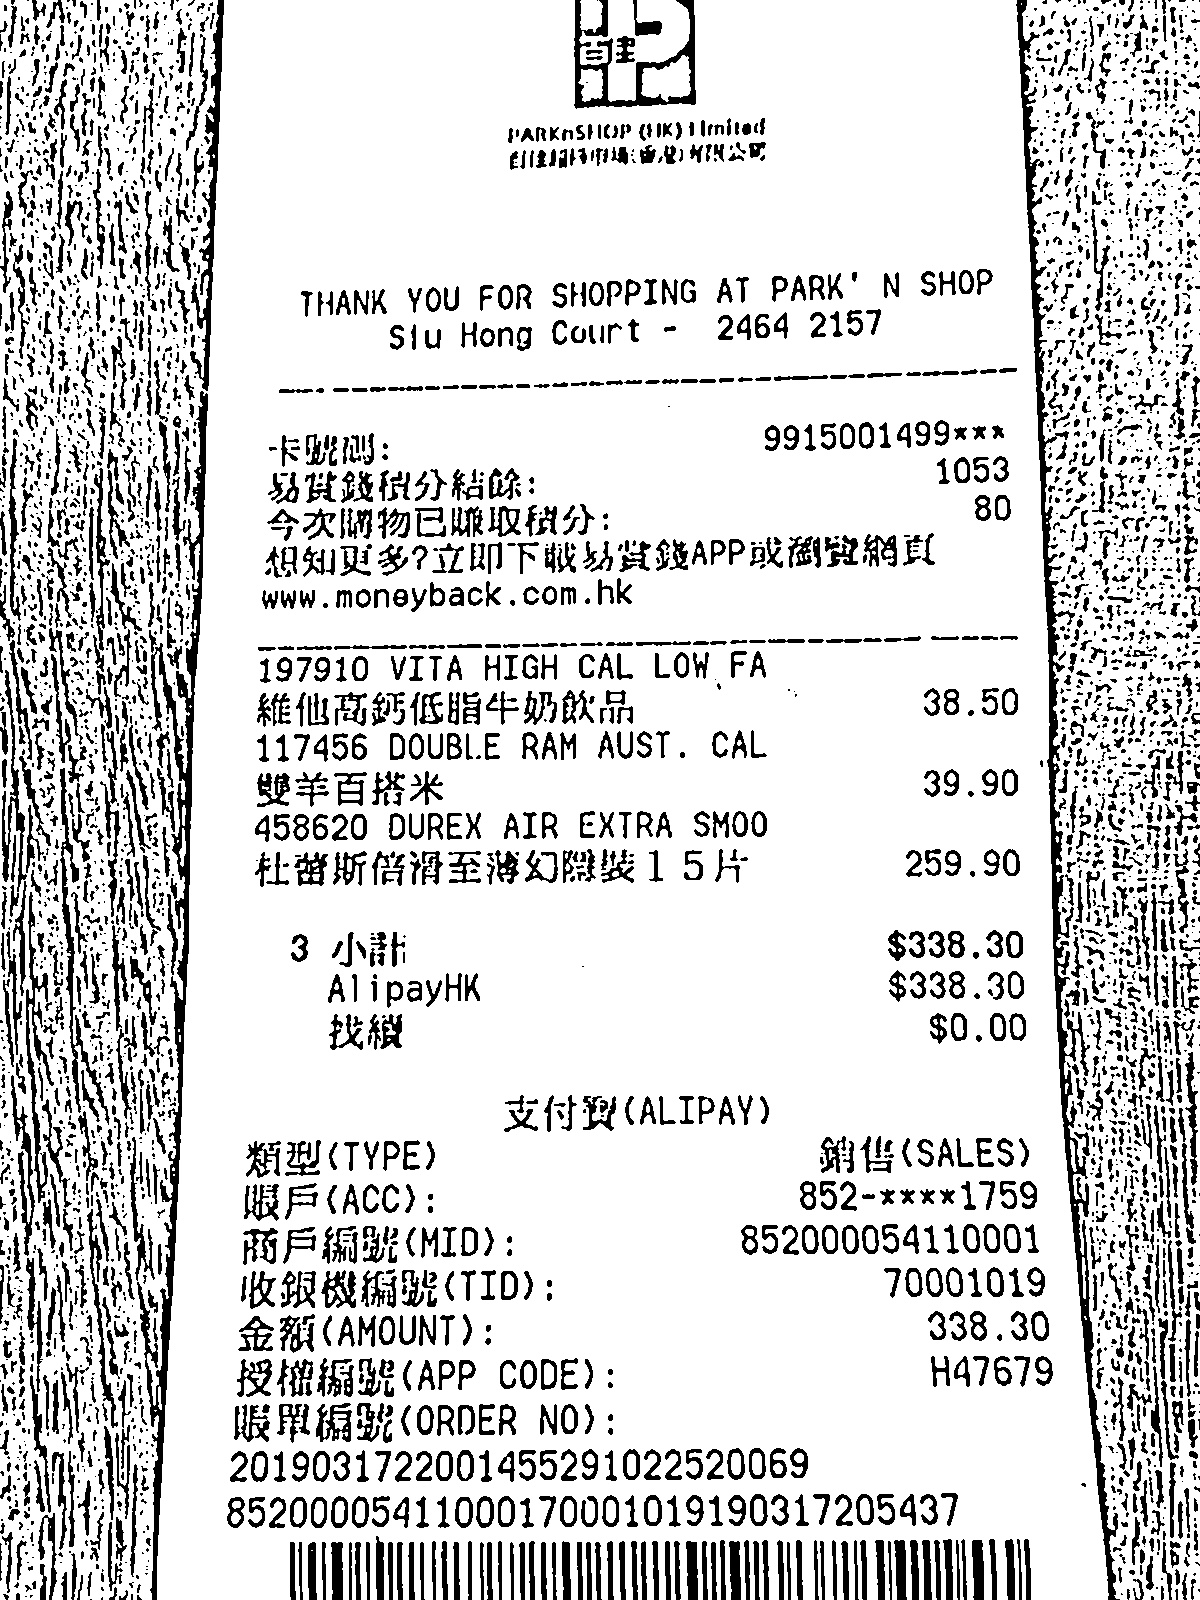 百佳
PARKnSHOP (HK) Limited
百佳超級市場(香港)有限公司
THANK YOU FOR SHOPPING AT PARK' N SHOP
Siu Hong Court - 2464 2157
卡號碼: 9915001499***
易賞錢積分結餘: 1053
今次購物已賺取積分: 80
想知更多?立即下載易賞錢APP或瀏覽網頁
www.moneyback.com.hk
197910 VITA HIGH CAL LOW FA
維他高鈣低脂牛奶飲品 38.50
117456 DOUBLE RAM AUST. CAL
雙羊百搭米 39.90
458620 DUREX AIR EXTRA SMOO
杜蕾斯倍滑至薄幻隱裝15片 259.90
3 小計 $338.30
AlipayHK $338.30
找續 $0.00
支付寶(ALIPAY)
類型(TYPE) 銷售(SALES)
賬戶(ACC): 852-****1759
商戶編號(MID): 852000054110001
收銀機編號(TID): 70001019
金額(AMOUNT): 338.30
授權編號(APP CODE): H47679
賬單編號(ORDER NO):
2019031722001455291022520069
85200005411000170001019190317205437